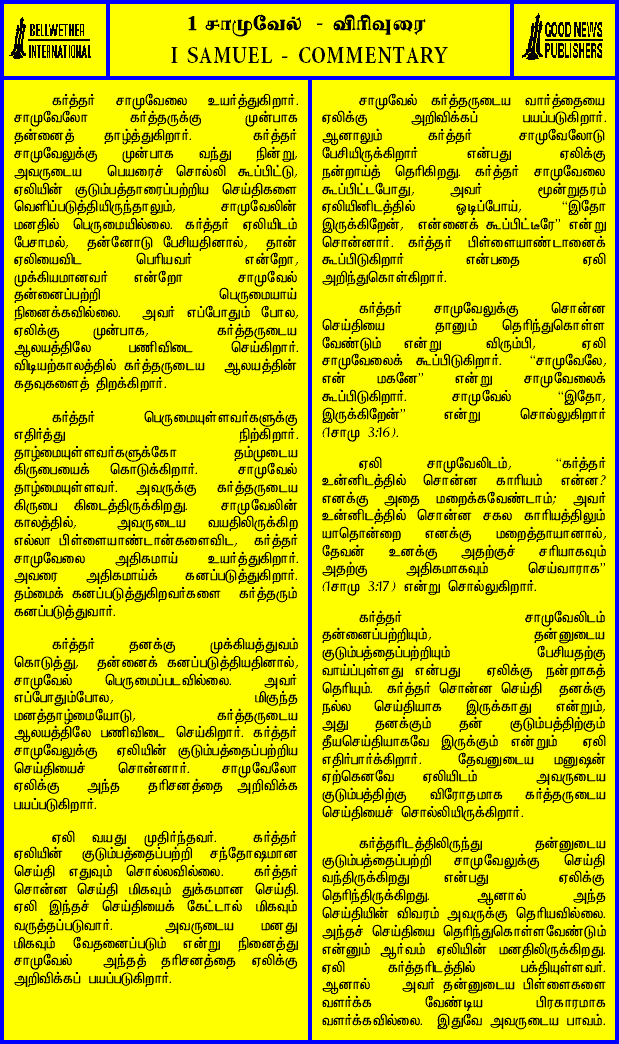 BELLWETHER
INTERNATIONAL
1 சாமுவேல் - விரிவுரை
I SAMUEL - COMMENTARY
GOOD NEWS
PUBLISHERS
கர்த்தர் சாமுவேலை உயர்த்துகிறார்.
சாமுவேலோ கர்த்தருக்கு முன்பாக
தன்னைத் தாழ்த்துகிறார். கர்த்தர்
சாமுவேலுக்கு முன்பாக வந்து நின்று,
அவருடைய பெயரைச் சொல்லி கூப்பிட்டு,
ஏலியின் குடும்பத்தாரைப்பற்றிய செய்திகளை
வெளிப்படுத்தியிருந்தாலும், சாமுவேலின்
மனதில் பெருமையில்லை. கர்த்தர் ஏலியிடம்
பேசாமல், தன்னோடு பேசியதினால், தான்
ஏலியைவிட பெரியவர் என்றோ,
முக்கியமானவர் என்றோ சாமுவேல்
தன்னைப்பற்றி பெருமையாய்
நினைக்கவில்லை. அவர் எப்போதும் போல,
ஏலிக்கு முன்பாக, கர்த்தருடைய
ஆலயத்திலே பணிவிடை செய்கிறார்.
விடியற்காலத்தில் கர்த்தருடைய ஆலயத்தின்
கதவுகளைத் திறக்கிறார்.
கர்த்தர் பெருமையுள்ளவர்களுக்கு
எதிர்த்து நிற்கிறார்.
தாழ்மையுள்ளவர்களுக்கோ தம்முடைய
கிருபையைக் கொடுக்கிறார். சாமுவேல்
தாழ்மையுள்ளவர். அவருக்கு கர்த்தருடைய
கிருபை கிடைத்திருக்கிறது. சாமுவேலின்
காலத்தில், அவருடைய வயதிலிருக்கிற
எல்லா பிள்ளையாண்டான்களைவிட, கர்த்தர்
சாமுவேலை அதிகமாய் உயர்த்துகிறார்.
அவரை அதிகமாய்க் கனப்படுத்துகிறார்.
தம்மைக் கனப்படுத்துகிறவர்களை கர்த்தரும்
கனப்படுத்துவார்.
கர்த்தர் தனக்கு முக்கியத்துவம்
கொடுத்து, தன்னைக் கனப்படுத்தியதினால்,
சாமுவேல் பெருமைப்படவில்லை. அவர்
எப்போதும்போல, மிகுந்த
மனத்தாழ்மையோடு, கர்த்தருடைய
ஆலயத்திலே பணிவிடை செய்கிறார். கர்த்தர்
சாமுவேலுக்கு ஏலியின் குடும்பத்தைப்பற்றிய
செய்தியைச் சொன்னார். சாமுவேலோ
ஏலிக்கு அந்த தரிசனத்தை அறிவிக்க
பயப்படுகிறார்.
ஏலி வயது முதிர்ந்தவர். கர்த்தர்
ஏலியின் குடும்பத்தைப்பற்றி சந்தோஷமான
செய்தி எதுவும் சொல்லவில்லை. கர்த்தர்
சொன்ன செய்தி மிகவும் துக்கமான செய்தி.
ஏலி இந்தச் செய்தியைக் கேட்டால் மிகவும்
வருத்தப்படுவார். அவருடைய மனது
மிகவும் வேதனைப்படும் என்று நினைத்து
சாமுவேல் அந்தத் தரிசனத்தை ஏலிக்கு
அறிவிக்கப் பயப்படுகிறார்.
சாமுவேல் கர்த்தருடைய வார்த்தையை
ஏலிக்கு அறிவிக்கப் பயப்படுகிறார்.
ஆனாலும் கர்த்தர் சாமுவேலோடு
பேசியிருக்கிறார் என்பது ஏலிக்கு
நன்றாய்த் தெரிகிறது. கர்த்தர் சாமுவேலை
கூப்பிட்டபோது, அவர் மூன்றுதரம்
ஏலியினிடத்தில் ஓடிப்போய், “இதோ
இருக்கிறேன், என்னைக் கூப்பிட்டீரே” என்று
சொன்னார். கர்த்தர் பிள்ளையாண்டானைக்
கூப்பிடுகிறார் என்பதை ஏலி
அறிந்துகொள்கிறார்.
கர்த்தர் சாமுவேலுக்கு சொன்ன
செய்தியை தானும் தெரிந்துகொள்ள
வேண்டும் என்று விரும்பி, ஏலி
சாமுவேலைக் கூப்பிடுகிறார். “சாமுவேலே,
என் மகனே” என்று சாமுவேலைக்
கூப்பிடுகிறார். சாமுவேல் “இதோ,
இருக்கிறேன்” என்று சொல்லுகிறார்
(1சாமு 3:16).
ஏலி சாமுவேலிடம், “கர்த்தர்
உன்னிடத்தில் சொன்ன காரியம் என்ன?
எனக்கு அதை மறைக்கவேண்டாம்; அவர்
உன்னிடத்தில் சொன்ன சகல காரியத்திலும்
யாதொன்றை எனக்கு மறைத்தாயானால்,
தேவன் உனக்கு அதற்குச் சரியாகவும்
அதற்கு அதிகமாகவும் செய்வாராக”
(1சாமு 3:17) என்று சொல்லுகிறார்.
கர்த்தர் சாமுவேலிடம்
தன்னைப்பற்றியும், தன்னுடைய
குடும்பத்தைப்பற்றியும் பேசியதற்கு
வாய்ப்புள்ளது என்பது ஏலிக்கு நன்றாகத்
தெரியும். கர்த்தர் சொன்ன செய்தி தனக்கு
நல்ல செய்தியாக இருக்காது என்றும்,
அது தனக்கும் தன் குடும்பத்திற்கும்
தீயசெய்தியாகவே இருக்கும் என்றும் ஏலி
எதிர்பார்க்கிறார். தேவனுடைய மனுஷன்
ஏற்கெனவே ஏலியிடம் அவருடைய
குடும்பத்திற்கு விரோதமாக கர்த்தருடைய
செய்தியைச் சொல்லியிருக்கிறார்.
கர்த்தரிடத்திலிருந்து தன்னுடைய
குடும்பத்தைப்பற்றி சாமுவேலுக்கு செய்தி
வந்திருக்கிறது என்பது ஏலிக்கு
தெரிந்திருக்கிறது. ஆனால் அந்த
செய்தியின் விவரம் அவருக்கு தெரியவில்லை.
அந்தச் செய்தியை தெரிந்துகொள்ளவேண்டும்
என்னும் ஆர்வம் ஏலியின் மனதிலிருக்கிறது.
ஏலி கர்த்தரிடத்தில் பக்தியுள்ளவர்.
ஆனால் அவர் தன்னுடைய பிள்ளைகளை
வளர்க்க வேண்டிய பிரகாரமாக
வளர்க்கவில்லை. இதுவே அவருடைய பாவம்.